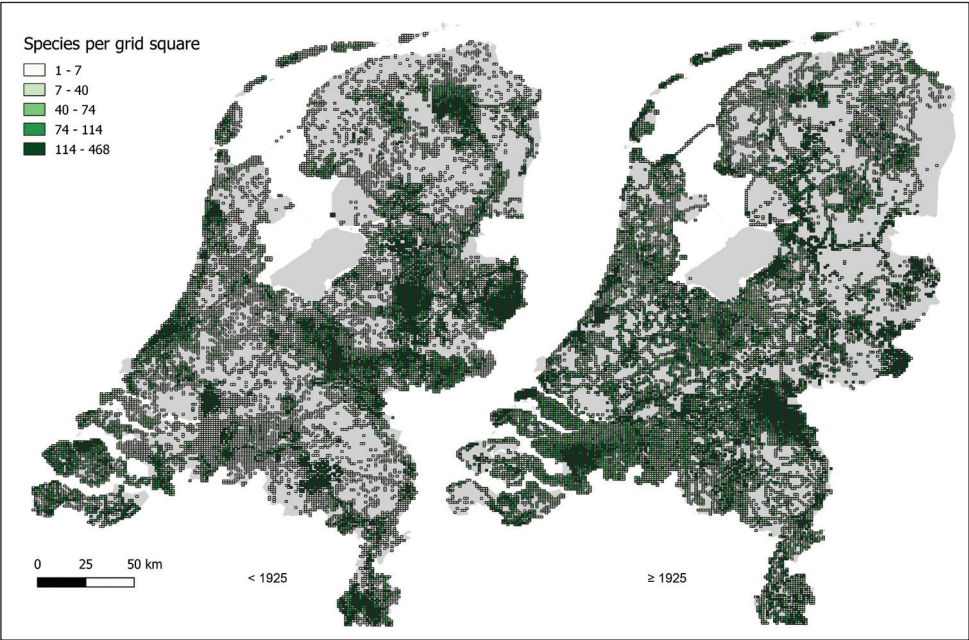 Species per grid square
1 - 7
7 - 40
40 - 74
74 - 114
114 - 468
0 25 50 km
< 1925
≥ 1925